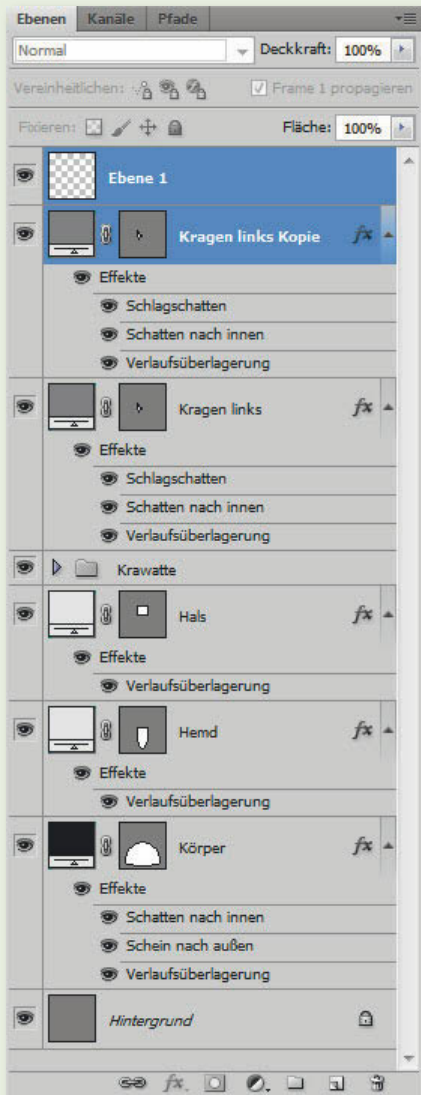 Ebenen Kanäle Pfade
Normal Deckkraft: 100%
Vereinheitlichen: Frame 1 propagieren
Fixieren: Fläche: 100%
Ebene 1
Kragen links Kopie fx
Effekte
Schlagschatten
Schatten nach innen
Verlaufsüberlagerung
Kragen links fx
Effekte
Schlagschatten
Schatten nach innen
Verlaufsüberlagerung
Krawatte
Hals fx
Effekte
Verlaufsüberlagerung
Hemd fx
Effekte
Verlaufsüberlagerung
Körper fx
Effekte
Schatten nach innen
Schein nach außen
Verlaufsüberlagerung
Hintergrund
fx.